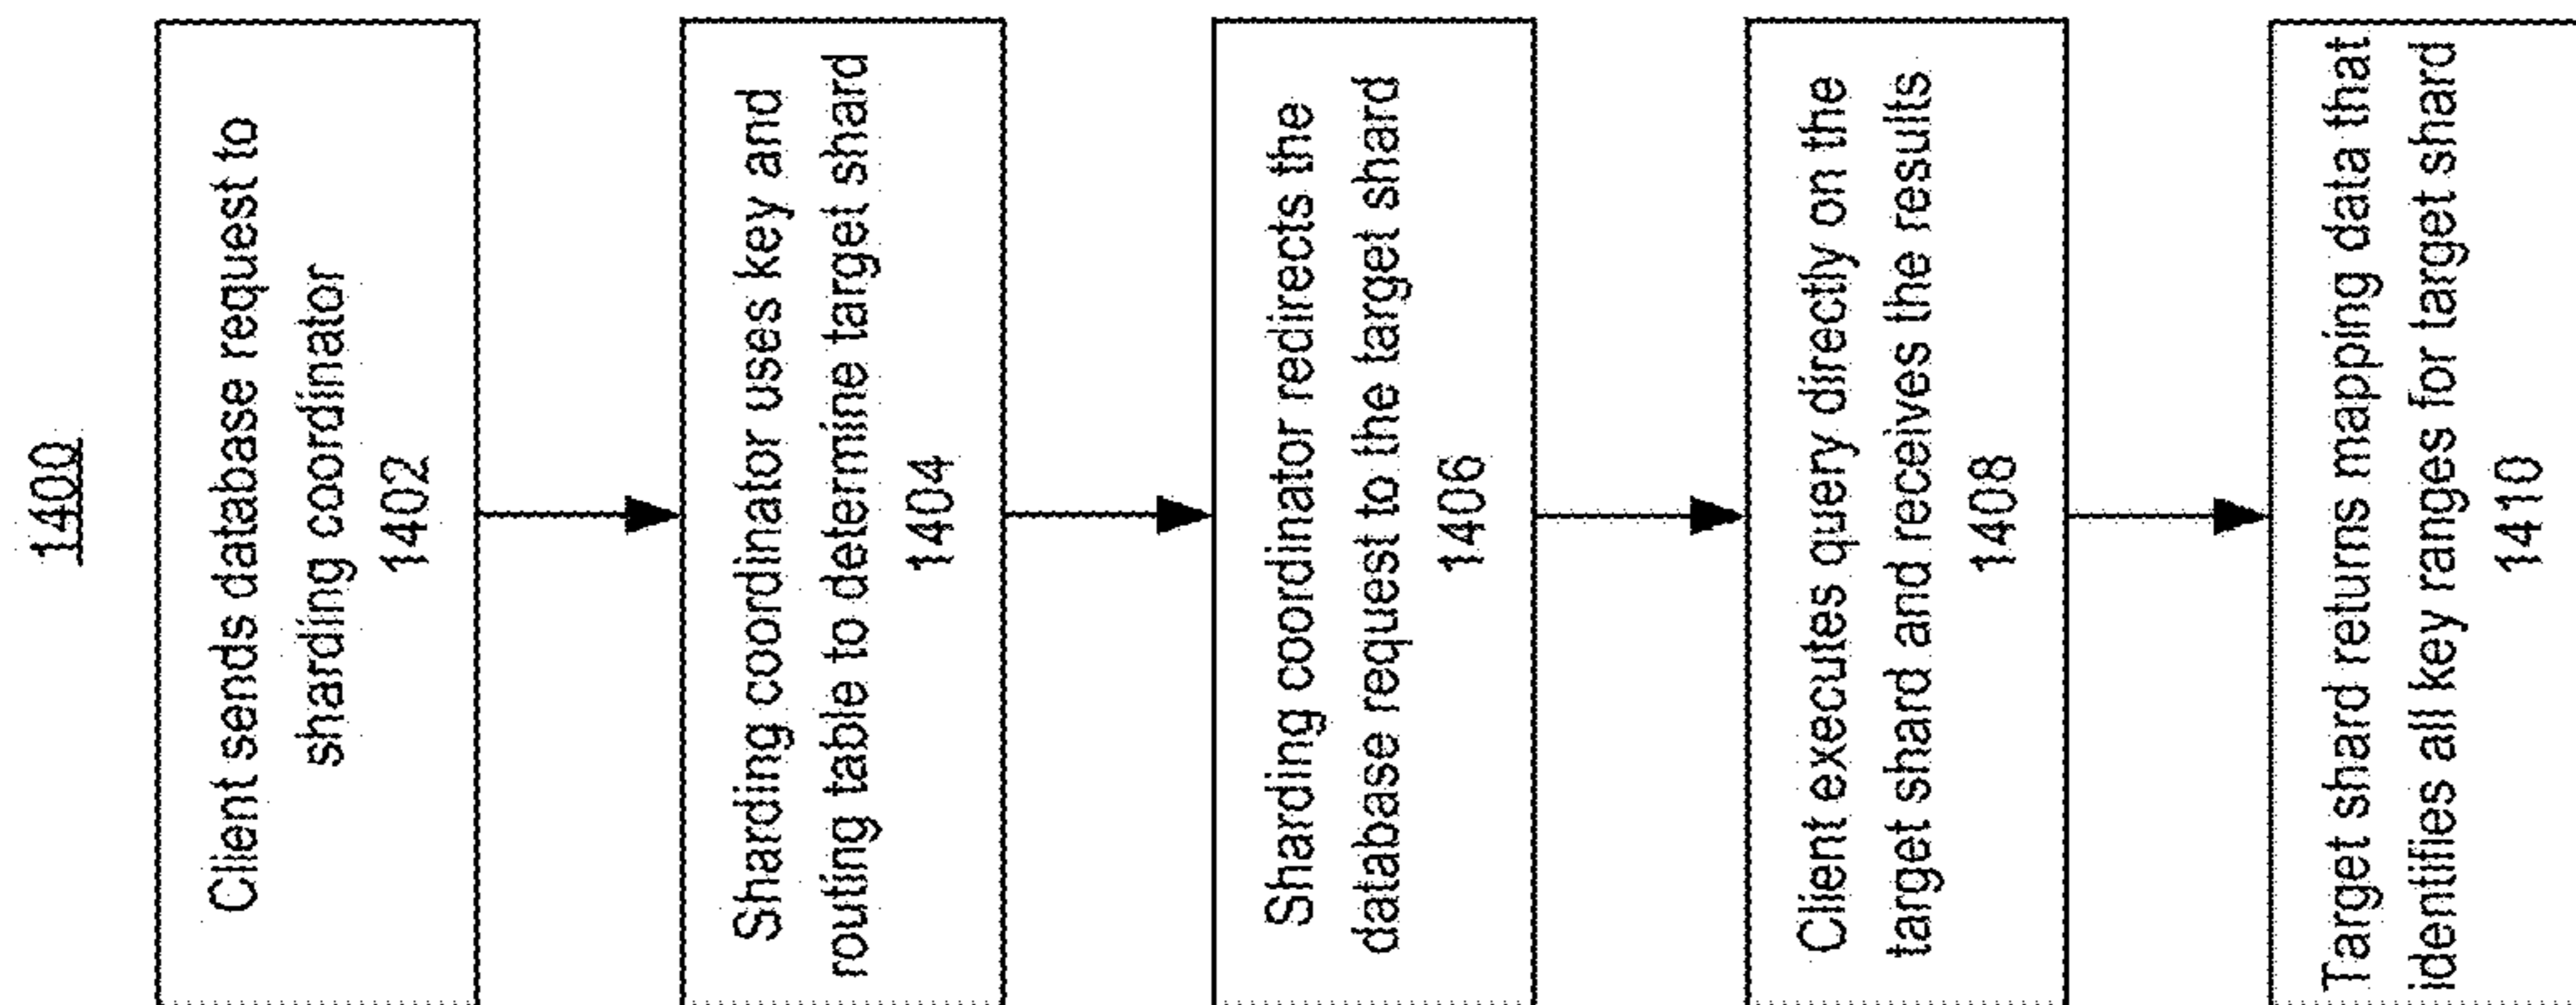 1400
Client sends database request to
sharding coordinator
1402
Sharding coordinator uses key and
routing table to determine target shard
1404
Sharding coordinator redirects the
database request to the target shard
1406
Client executes query directly on the
target shard and receives the results
1408
Target shard returns mapping data that
identifies all key ranges for target shard
1410